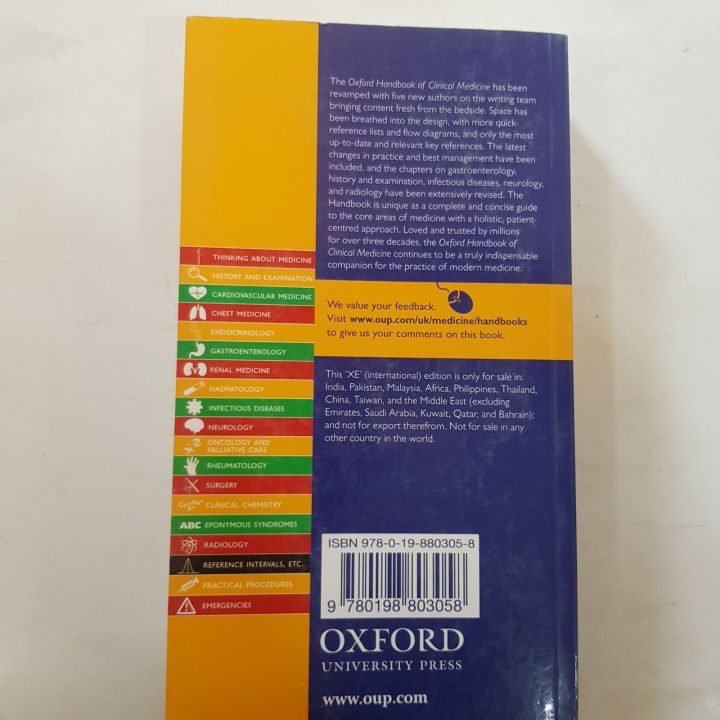 The Oxford Handbook of Clinical Medicine has been
revamped with five new authors on the writing team
bringing content fresh from the bedside. Space has
been breathed into the design, with more quick-
reference lists and flow diagrams, and only the most
up-to-date and relevant key references. The latest
changes in practice and best management have been
included, and the chapters on gastroenterology,
history and examination, infectious diseases, neurology,
and radiology have been extensively revised. The
Handbook is unique as a complete and concise guide
to the core areas of medicine with a holistic, patient-
centred approach. Loved and trusted by millions
for over three decades, the Oxford Handbook of
Clinical Medicine continues to be a truly indispensable
companion for the practice of modern medicine.
THINKING ABOUT MEDICINE
HISTORY AND EXAMINATION
CARDIOVASCULAR MEDICINE
CHEST MEDICINE
ENDOCRINOLOGY
GASTROENTEROLOGY
RENAL MEDICINE
HAEMATOLOGY
INFECTIOUS DISEASES
NEUROLOGY
ONCOLOGY AND
PALLIATIVE CARE
RHEUMATOLOGY
SURGERY
CLINICAL CHEMISTRY
ABC EPONYMOUS SYNDROMES
RADIOLOGY
REFERENCE INTERVALS, ETC.
PRACTICAL PROCEDURES
EMERGENCIES
We value your feedback.
Visit www.oup.com/uk/medicine/handbooks
to give us your comments on this book.
This 'XE' (international) edition is only for sale in:
India, Pakistan, Malaysia, Africa, Philippines, Thailand,
China, Taiwan, and the Middle East (excluding
Emirates, Saudi Arabia, Kuwait, Qatar, and Bahrain);
and not for export therefrom. Not for sale in any
other country in the world.
ISBN 978-0-19-880305-8
9 780198 803058
OXFORD
UNIVERSITY PRESS
www.oup.com